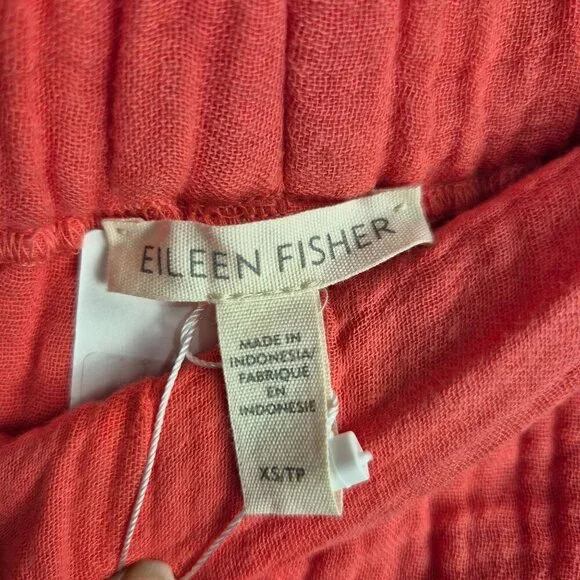 EILEEN FISHER
MADE IN
INDONESIA/
FABRIQUÉ
EN
INDONESIE
XS/TP